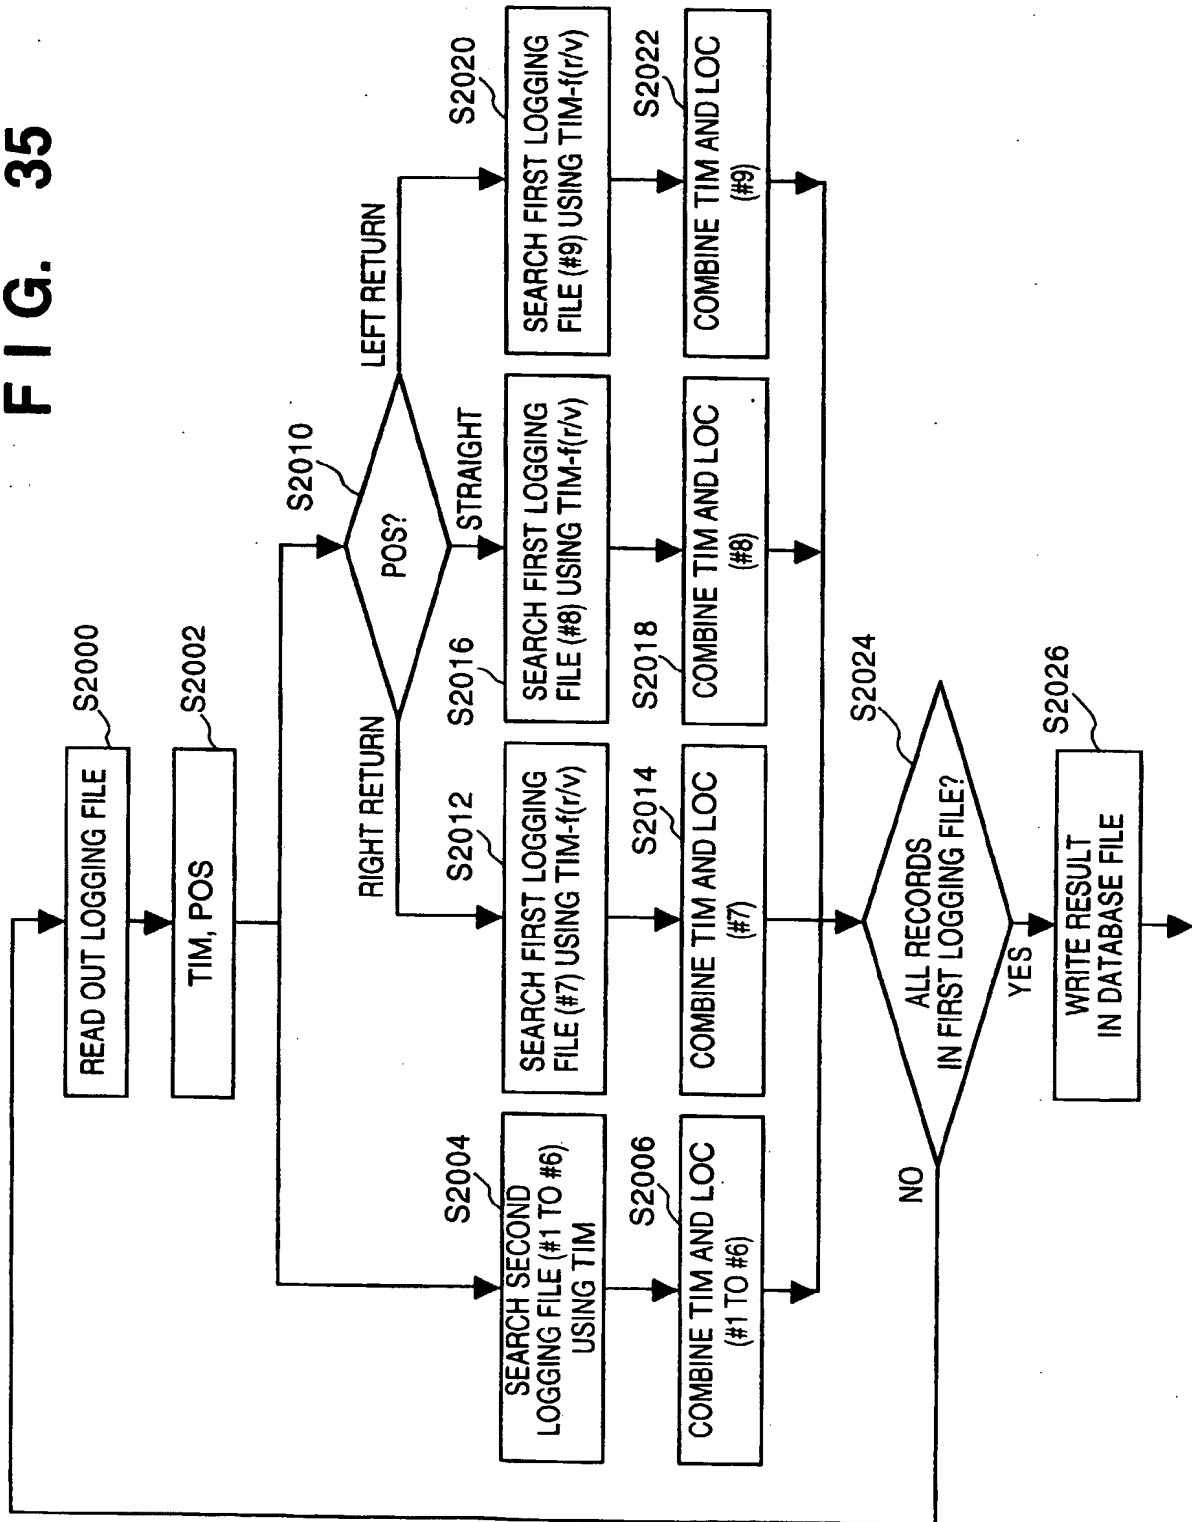 FIG. 35
S2000
READ OUT LOGGING FILE
S2002
TIM, POS
S2010
POS?
RIGHT RETURN
STRAIGHT
LEFT RETURN
S2004
SEARCH SECOND
LOGGING FILE (#1 TO #6)
USING TIM
S2012
SEARCH FIRST LOGGING
FILE (#7) USING TIM-f(r/v)
S2016
SEARCH FIRST LOGGING
FILE (#8) USING TIM-f(r/v)
S2020
SEARCH FIRST LOGGING
FILE (#9) USING TIM-f(r/v)
S2006
COMBINE TIM AND LOC
(#1 TO #6)
S2014
COMBINE TIM AND LOC
(#7)
S2018
COMBINE TIM AND LOC
(#8)
S2022
COMBINE TIM AND LOC
(#9)
S2024
ALL RECORDS
IN FIRST LOGGING FILE?
NO
YES
S2026
WRITE RESULT
IN DATABASE FILE